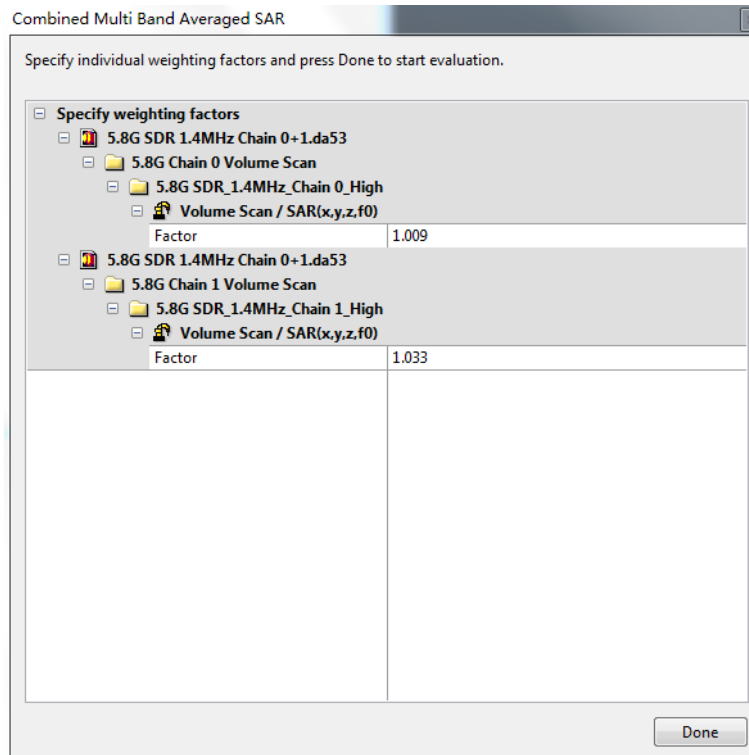 Combined Multi Band Averaged SAR
Specify individual weighting factors and press Done to start evaluation.
Specify weighting factors
5.8G SDR 1.4MHz Chain 0+1.da53
5.8G Chain 0 Volume Scan
5.8G SDR_1.4MHz_Chain 0_High
Volume Scan / SAR(x,y,z,f0)
Factor 1.009
5.8G SDR 1.4MHz Chain 0+1.da53
5.8G Chain 1 Volume Scan
5.8G SDR_1.4MHz_Chain 1_High
Volume Scan / SAR(x,y,z,f0)
Factor 1.033
Done